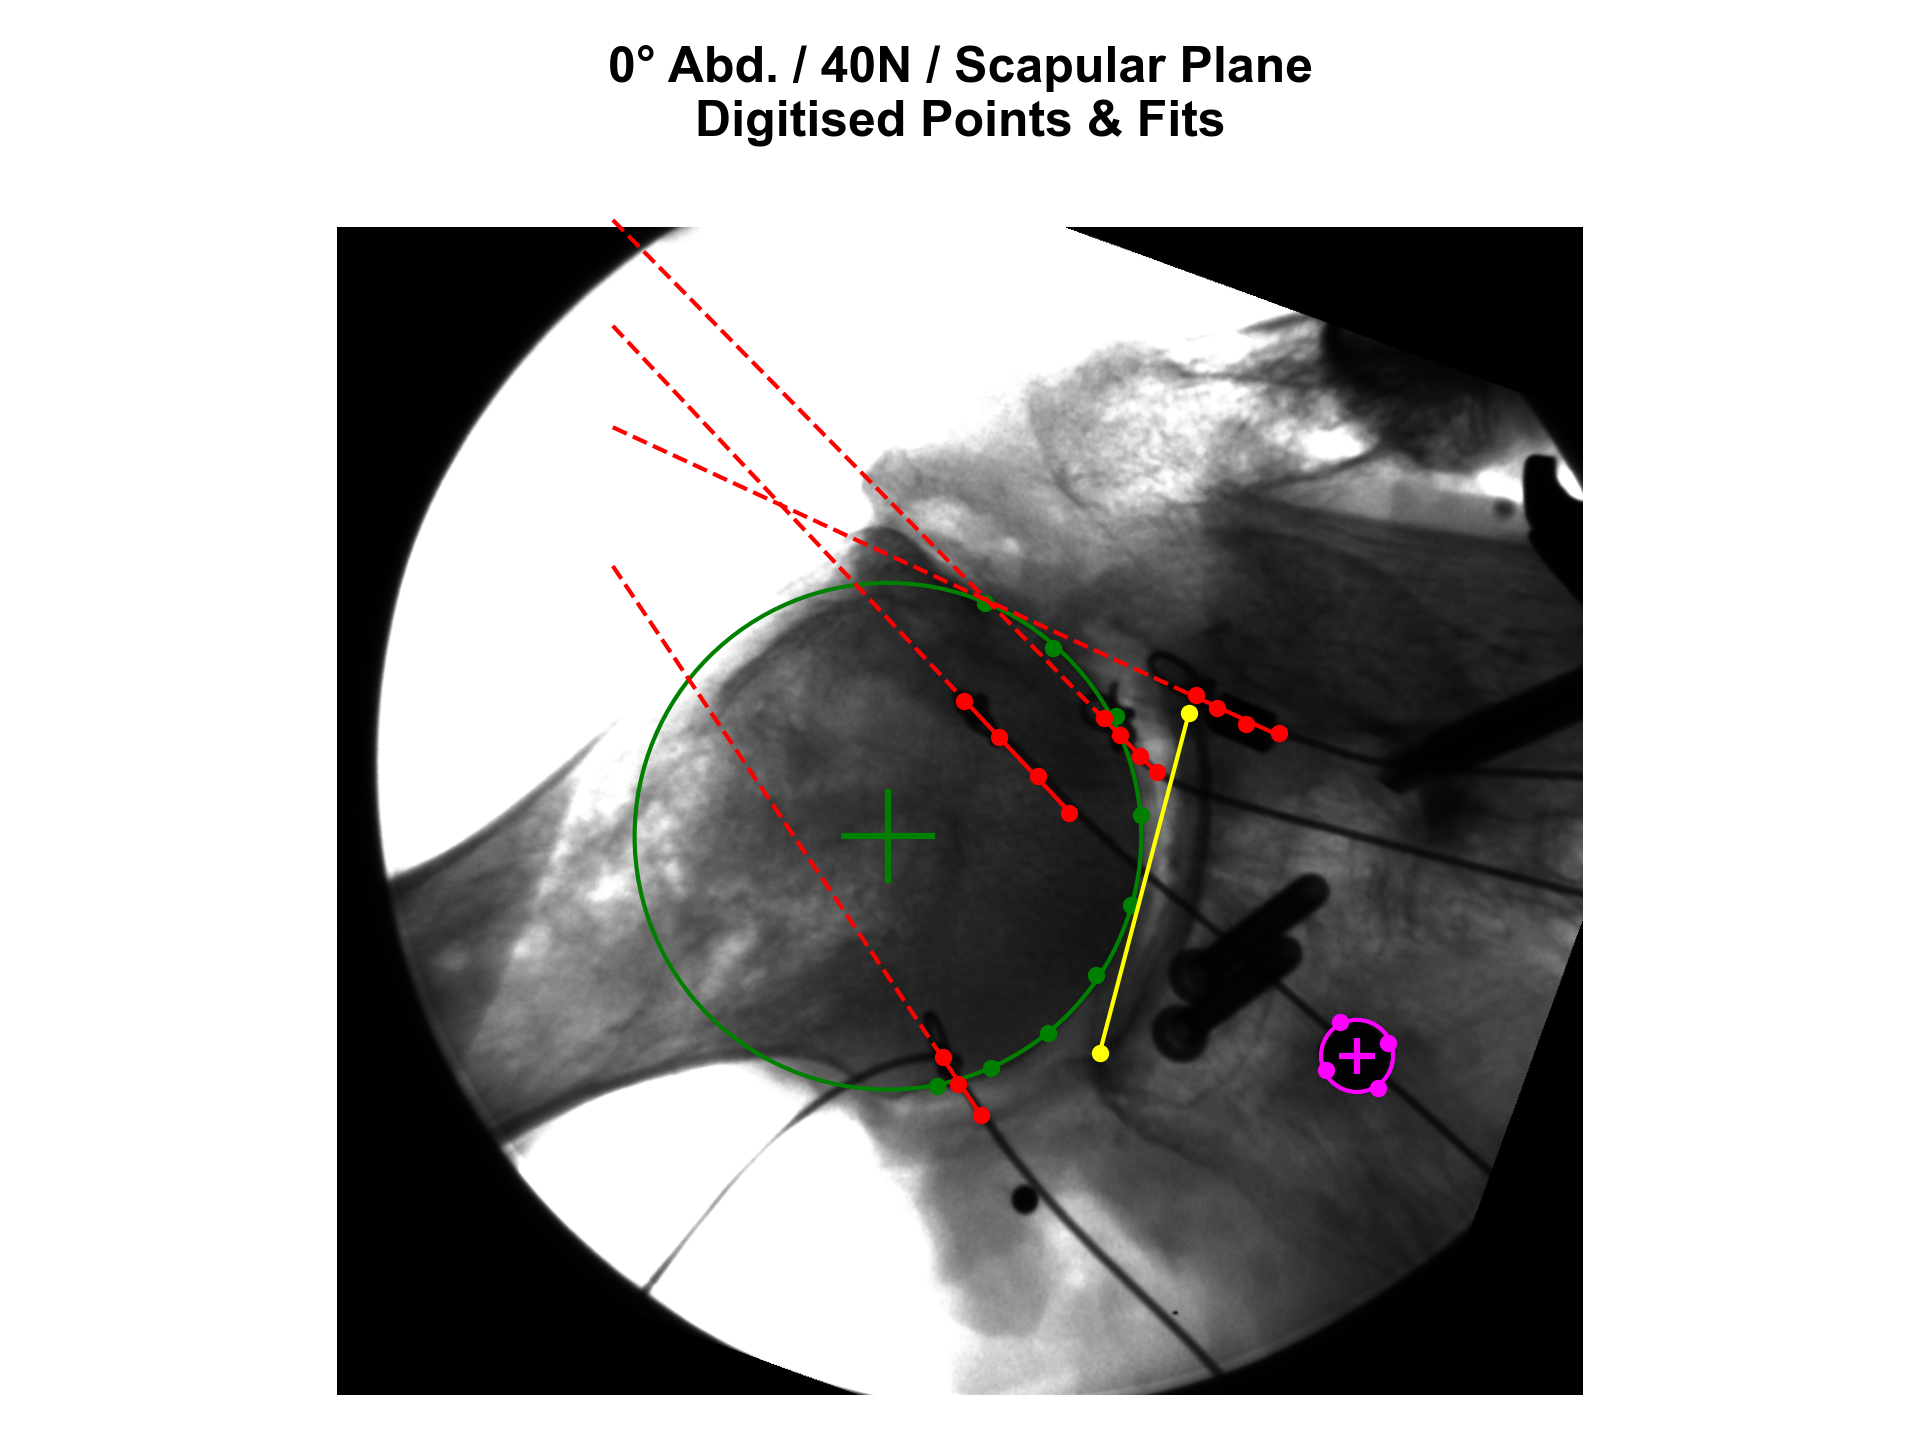 0° Abd. / 40N / Scapular Plane
Digitised Points & Fits